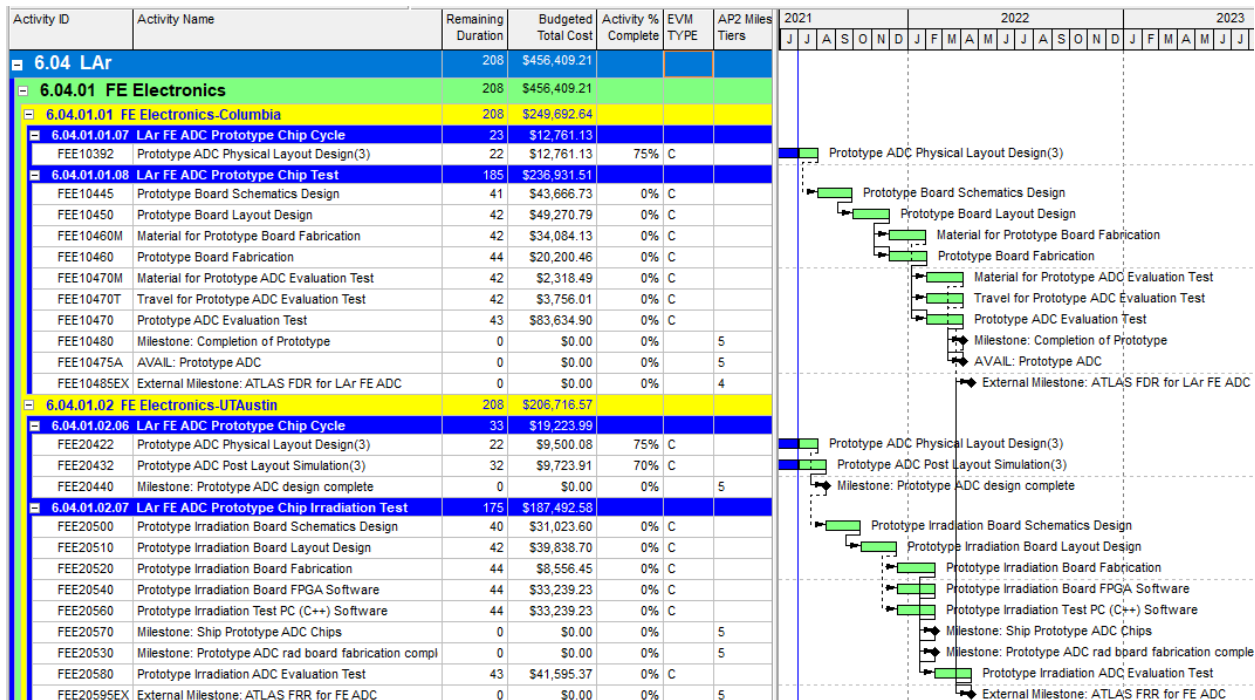 Activity ID Activity Name Remaining Duration Budgeted Total Cost Activity % Complete EVM TYPE AP2 Miles Tiers 2021 2022 2023
J J A S O N D J F M A M J J A S O N D J F M A M J J
6.04 LAr 208 $456,409.21
6.04.01 FE Electronics 208 $456,409.21
6.04.01.01 FE Electronics-Columbia 208 $249,692.64
6.04.01.01.07 LAr FE ADC Prototype Chip Cycle 23 $12,761.13
FEE10392 Prototype ADC Physical Layout Design(3) 22 $12,761.13 75% C Prototype ADC Physical Layout Design(3)
6.04.01.01.08 LAr FE ADC Prototype Chip Test 185 $236,931.51
FEE10445 Prototype Board Schematics Design 41 $43,666.73 0% C Prototype Board Schematics Design
FEE10450 Prototype Board Layout Design 42 $49,270.79 0% C Prototype Board Layout Design
FEE10460M Material for Prototype Board Fabrication 42 $34,084.13 0% C Material for Prototype Board Fabrication
FEE10460 Prototype Board Fabrication 44 $20,200.46 0% C Prototype Board Fabrication
FEE10470M Material for Prototype ADC Evaluation Test 42 $2,318.49 0% C Material for Prototype ADC Evaluation Test
FEE10470T Travel for Prototype ADC Evaluation Test 42 $3,756.01 0% C Travel for Prototype ADC Evaluation Test
FEE10470 Prototype ADC Evaluation Test 43 $83,634.90 0% C Prototype ADC Evaluation Test
FEE10480 Milestone: Completion of Prototype 0 $0.00 0% 5 Milestone: Completion of Prototype
FEE10475A AVAIL: Prototype ADC 0 $0.00 0% 5 AVAIL: Prototype ADC
FEE10485EX External Milestone: ATLAS FDR for LAr FE ADC 0 $0.00 0% 4 External Milestone: ATLAS FDR for LAr FE ADC
6.04.01.02 FE Electronics-UTAustin 208 $206,716.57
6.04.01.02.06 LAr FE ADC Prototype Chip Cycle 33 $19,223.99
FEE20422 Prototype ADC Physical Layout Design(3) 22 $9,500.08 75% C Prototype ADC Physical Layout Design(3)
FEE20432 Prototype ADC Post Layout Simulation(3) 32 $9,723.91 70% C Prototype ADC Post Layout Simulation(3)
FEE20440 Milestone: Prototype ADC design complete 0 $0.00 0% 5 Milestone: Prototype ADC design complete
6.04.01.02.07 LAr FE ADC Prototype Chip Irradiation Test 175 $187,492.58
FEE20500 Prototype Irradiation Board Schematics Design 40 $31,023.60 0% C Prototype Irradiation Board Schematics Design
FEE20510 Prototype Irradiation Board Layout Design 42 $39,838.70 0% C Prototype Irradiation Board Layout Design
FEE20520 Prototype Irradiation Board Fabrication 44 $8,556.45 0% C Prototype Irradiation Board Fabrication
FEE20540 Prototype Irradiation Board FPGA Software 44 $33,239.23 0% C Prototype Irradiation Board FPGA Software
FEE20560 Prototype Irradiation Test PC (C++) Software 44 $33,239.23 0% C Prototype Irradiation Test PC (C++) Software
FEE20570 Milestone: Ship Prototype ADC Chips 0 $0.00 0% 5 Milestone: Ship Prototype ADC Chips
FEE20530 Milestone: Prototype ADC rad board fabrication compl 0 $0.00 0% 5 Milestone: Prototype ADC rad board fabrication comple
FEE20580 Prototype Irradiation ADC Evaluation Test 43 $41,595.37 0% C Prototype Irradiation ADC Evaluation Test
FEE20595EX External Milestone: ATLAS FRR for FE ADC 0 $0.00 0% 5 External Milestone: ATLAS FRR for FE ADC